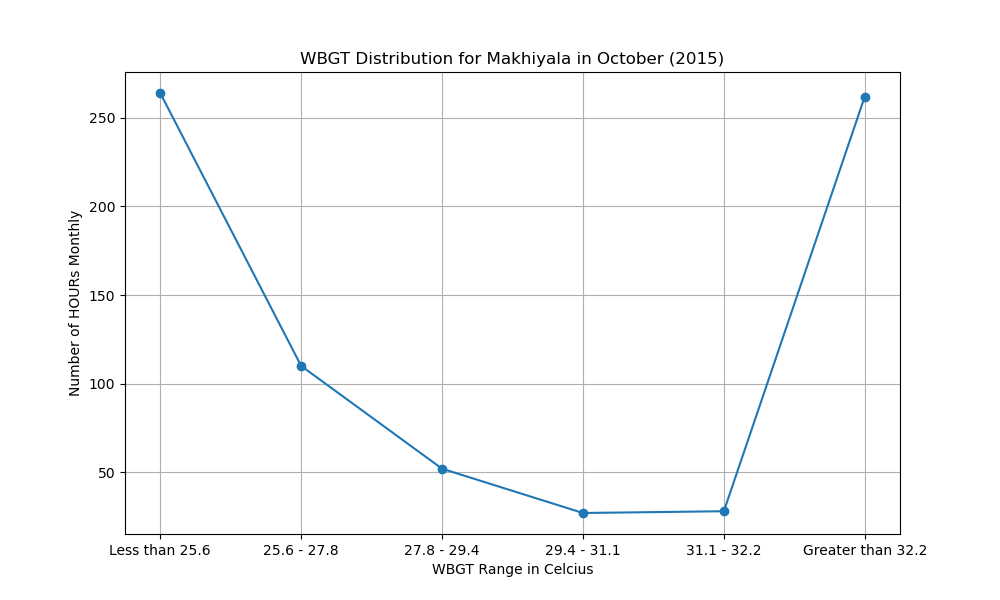 WBGT Distribution for Makhiyala in October (2015)
Number of HOURs Monthly
250
200
150
100
50
Less than 25.6
25.6 - 27.8
27.8 - 29.4
29.4 - 31.1
31.1 - 32.2
Greater than 32.2
WBGT Range in Celcius